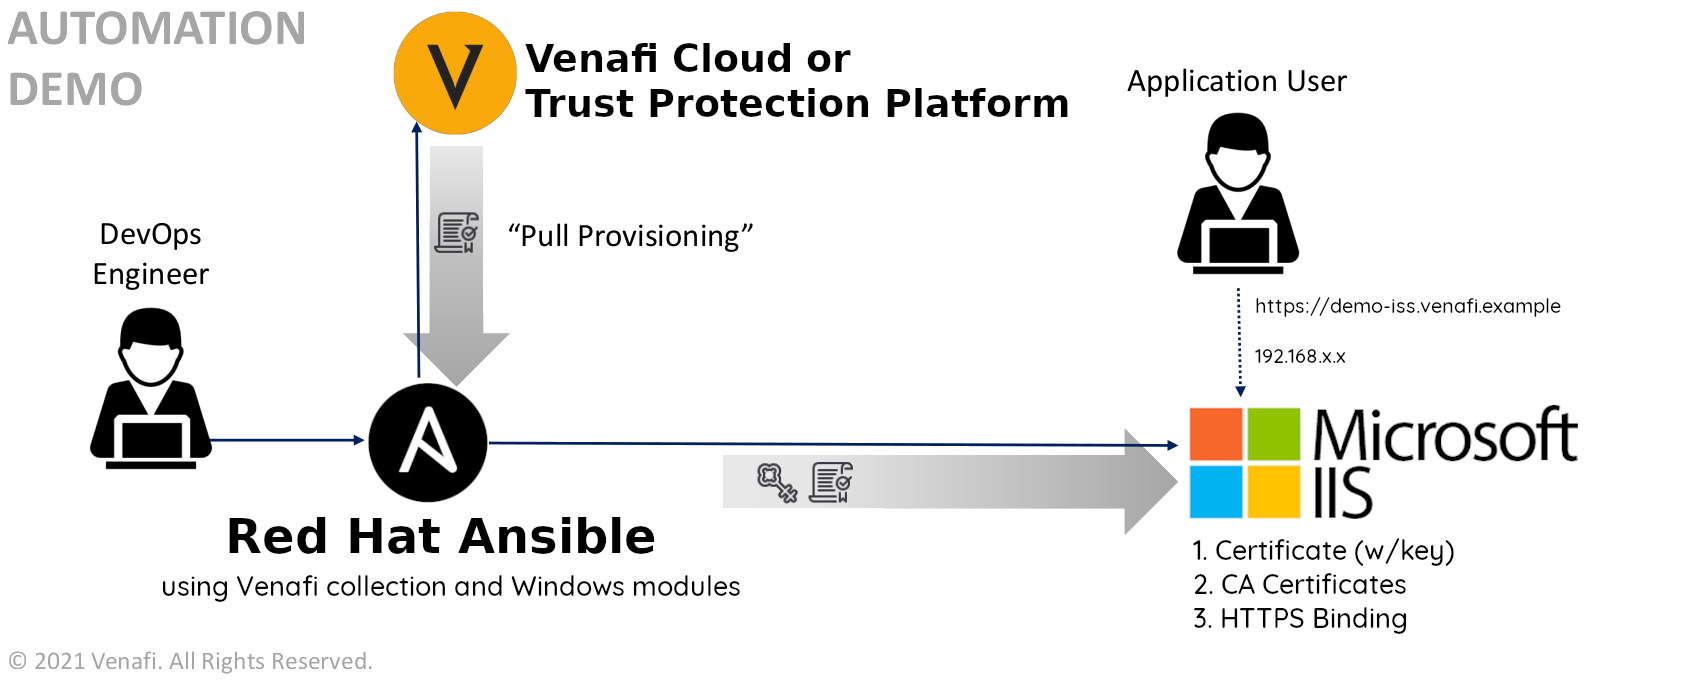 AUTOMATION
DEMO
Venafi Cloud or
Trust Protection Platform
Application User
DevOps
Engineer
“Pull Provisioning”
https://demo-iss.venafi.example
192.168.x.x
Microsoft
IIS
Red Hat Ansible
using Venafi collection and Windows modules
1. Certificate (w/key)
2. CA Certificates
3. HTTPS Binding
© 2021 Venafi. All Rights Reserved.